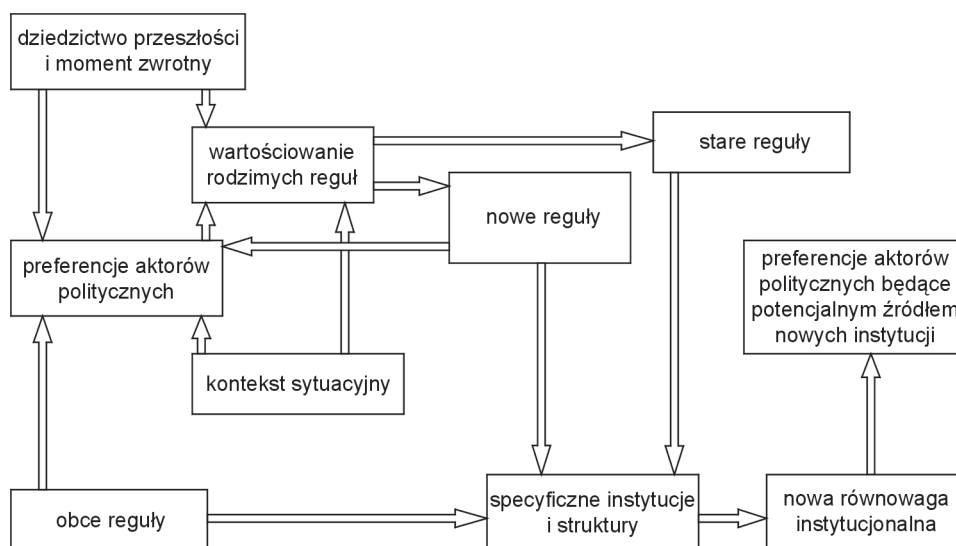 dziedzictwo przeszłości
i moment zwrotny
wartościowanie
rodzimych reguł
stare reguły
nowe reguły
preferencje aktorów
politycznych
preferencje aktorów
politycznych będące
potencjalnym źródłem
nowych instytucji
kontekst sytuacyjny
obce reguły
specyficzne instytucje
i struktury
nowa równowaga
instytucjonalna